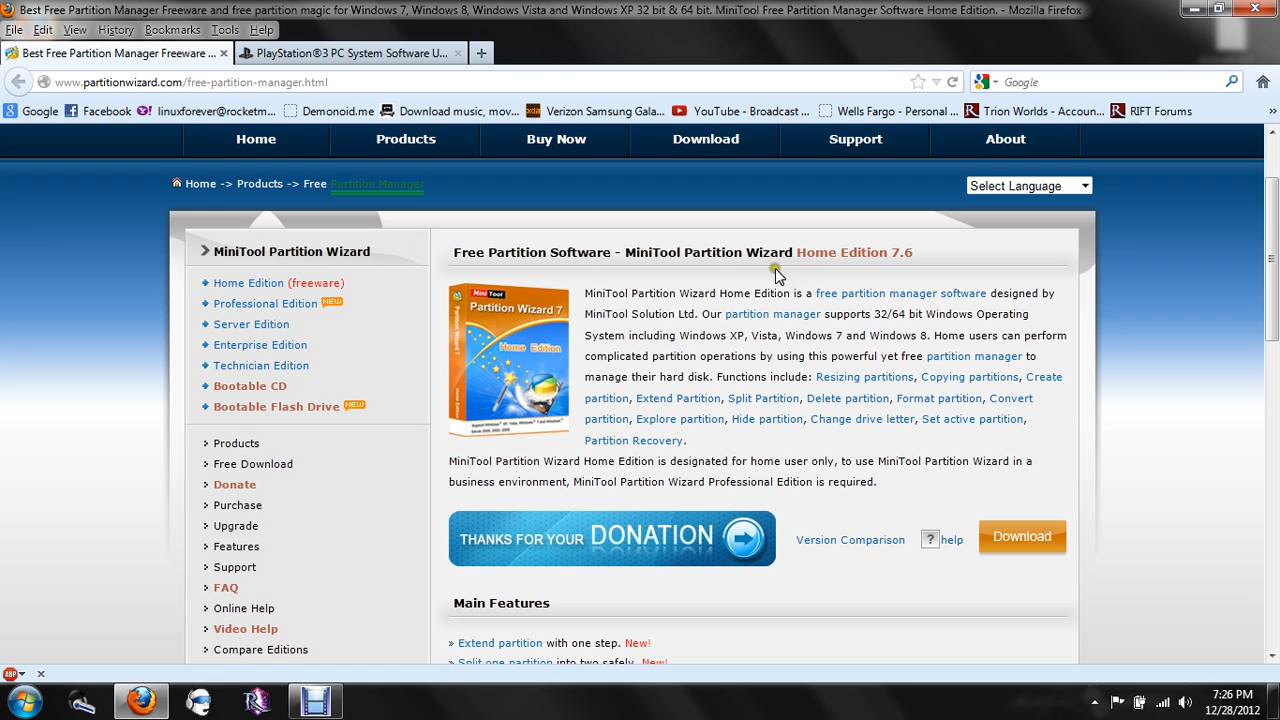 Best Free Partition Manager Freeware and free partition magic for Windows 7, Windows 8, Windows Vista and Windows XP 32 bit & 64 bit. MiniTool Free Partition Manager Software Home Edition. - Mozilla Firefox
File Edit View History Bookmarks Tools Help
Best Free Partition Manager Freeware ... × PlayStation®3 PC System Software U... × +
www.partitionwizard.com/free-partition-manager.html Google
Google Facebook linuxforever@rocketm... Demonoid.me Download music, mov... Verizon Samsung Gala... YouTube - Broadcast ... Wells Fargo - Personal ... Trion Worlds - Accoun... RIFT Forums »
Home Products Buy Now Download Support About
Home -> Products -> Free Partition Manager
Select Language
MiniTool Partition Wizard
Home Edition (freeware)
Professional Edition NEW
Server Edition
Enterprise Edition
Technician Edition
Bootable CD
Bootable Flash Drive NEW
Products
Free Download
Donate
Purchase
Upgrade
Features
Support
FAQ
Online Help
Video Help
Compare Editions
Free Partition Software - MiniTool Partition Wizard Home Edition 7.6
Mini Tool
Partition Wizard 7
Home Edition
MiniTool Partition Wizard Home Edition is a free partition manager software designed by
MiniTool Solution Ltd. Our partition manager supports 32/64 bit Windows Operating
System including Windows XP, Vista, Windows 7 and Windows 8. Home users can perform
complicated partition operations by using this powerful yet free partition manager to
manage their hard disk. Functions include: Resizing partitions, Copying partitions, Create
partition, Extend Partition, Split Partition, Delete partition, Format partition, Convert
partition, Explore partition, Hide partition, Change drive letter, Set active partition,
Partition Recovery.
MiniTool Partition Wizard Home Edition is designated for home user only, to use MiniTool Partition Wizard in a
business environment, MiniTool Partition Wizard Professional Edition is required.
THANKS FOR YOUR DONATION
Version Comparison ? help Download
Main Features
» Extend partition with one step. New!
» Split one partition into two safely. New!
ABP ×
7:26 PM
12/28/2012